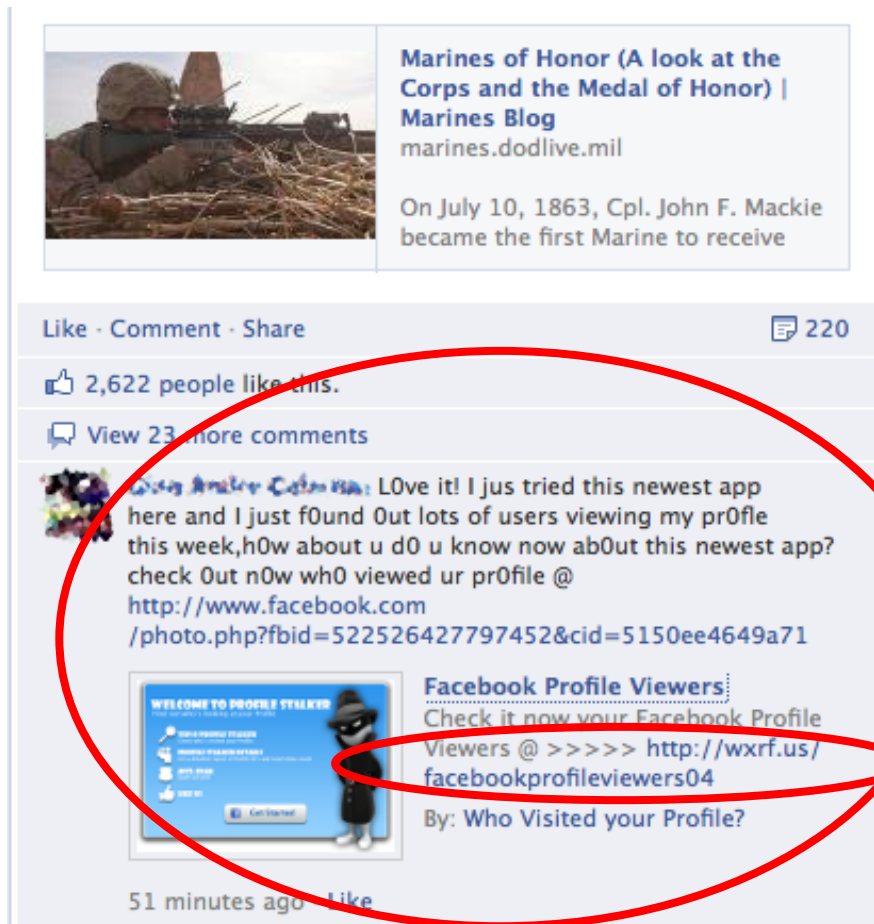 Marines of Honor (A look at the
Corps and the Medal of Honor) |
Marines Blog
marines.dodlive.mil
On July 10, 1863, Cpl. John F. Mackie
became the first Marine to receive
Like · Comment · Share
220
2,622 people like this.
View 23 more comments
L0ve it! I jus tried this newest app
here and I just f0und 0ut lots of users viewing my pr0fle
this week,h0w about u d0 u know now ab0ut this newest app?
check 0ut n0w wh0 viewed ur pr0file @
http://www.facebook.com
/photo.php?fbid=522526427797452&cid=5150ee4649a71
WELCOME TO PROFILE STALKER
Get Started
Facebook Profile Viewers
Check it now your Facebook Profile
Viewers @ >>>>> http://wxrf.us/
facebookprofileviewers04
By: Who Visited your Profile?
51 minutes ago · Like